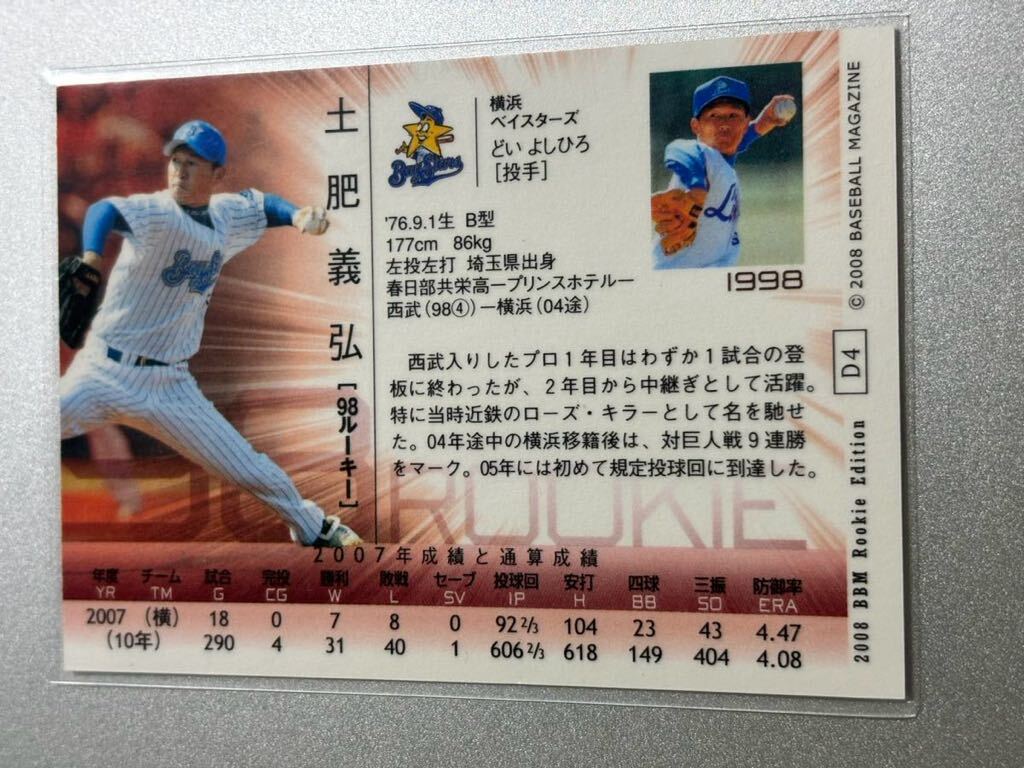 土肥義弘 [98ルーキー]
横浜
ベイスターズ
どい よしひろ
[投手]
BayStars
'76.9.1生 B型
177cm 86kg
左投左打 埼玉県出身
春日部共栄高ープリンスホテルー
西武(98④)ー横浜(04途)
1998
西武入りしたプロ1年目はわずか1試合の登
板に終わったが、2年目から中継ぎとして活躍。
特に当時近鉄のローズ・キラーとして名を馳せ
た。04年途中の横浜移籍後は、対巨人戦9連勝
をマーク。05年には初めて規定投球回に到達した。
ROOKIE
2007年成績と通算成績
年度 チーム 試合 完投 勝利 敗戦 セーブ 投球回 安打 四球 三振 防御率
YR TM G CG W L SV IP H BB SO ERA
2007 (横) 18 0 7 8 0 92 2/3 104 23 43 4.47
(10年) 290 4 31 40 1 606 2/3 618 149 404 4.08
© 2008 BASEBALL MAGAZINE
D4
2008 BBM Rookie Edition